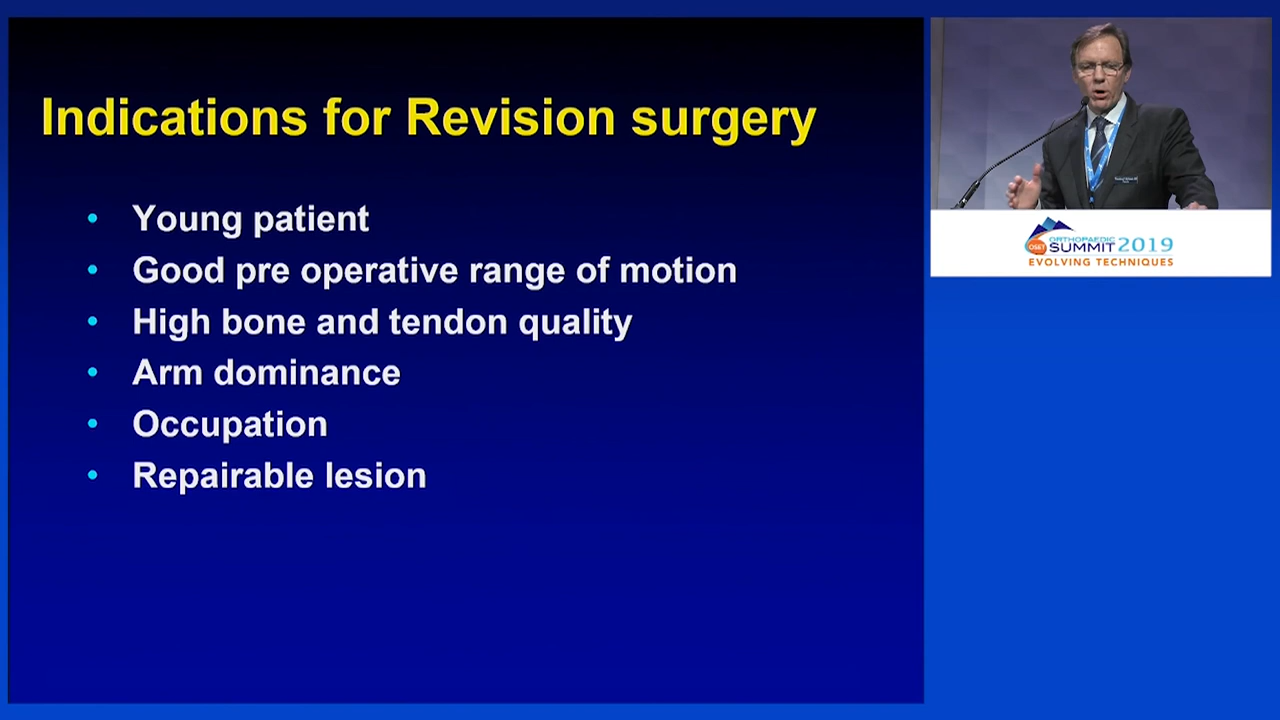 Indications for Revision surgery
• Young patient
• Good pre operative range of motion
• High bone and tendon quality
• Arm dominance
• Occupation
• Repairable lesion
OSET
ORTHOPAEDIC
SUMMIT 2019
EVOLVING TECHNIQUES